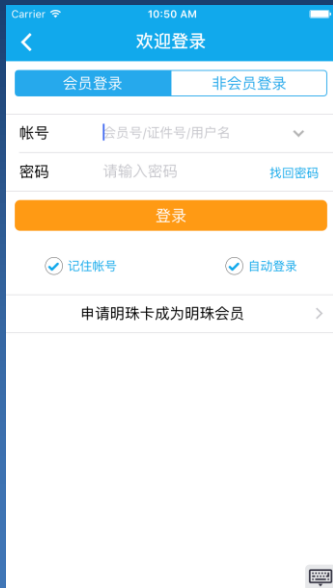 Carrier 10:50 AM
欢迎登录
会员登录 非会员登录
帐号 会员号/证件号/用户名
密码 请输入密码 找回密码
登录
记住帐号 自动登录
申请明珠卡成为明珠会员